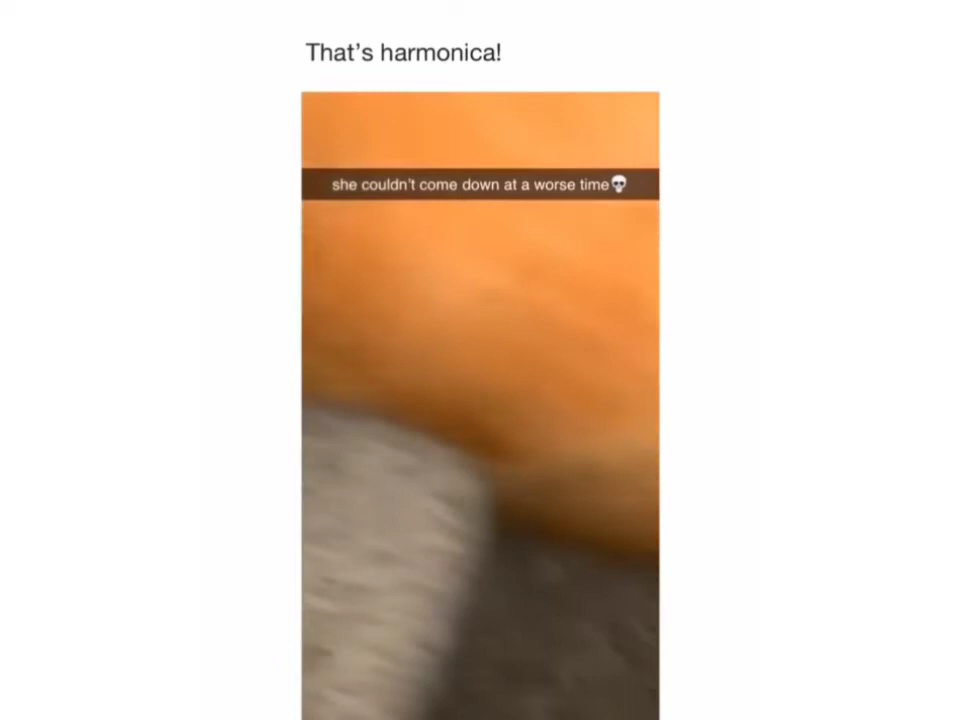 That’s harmonica!
she couldn’t come down at a worse time💀